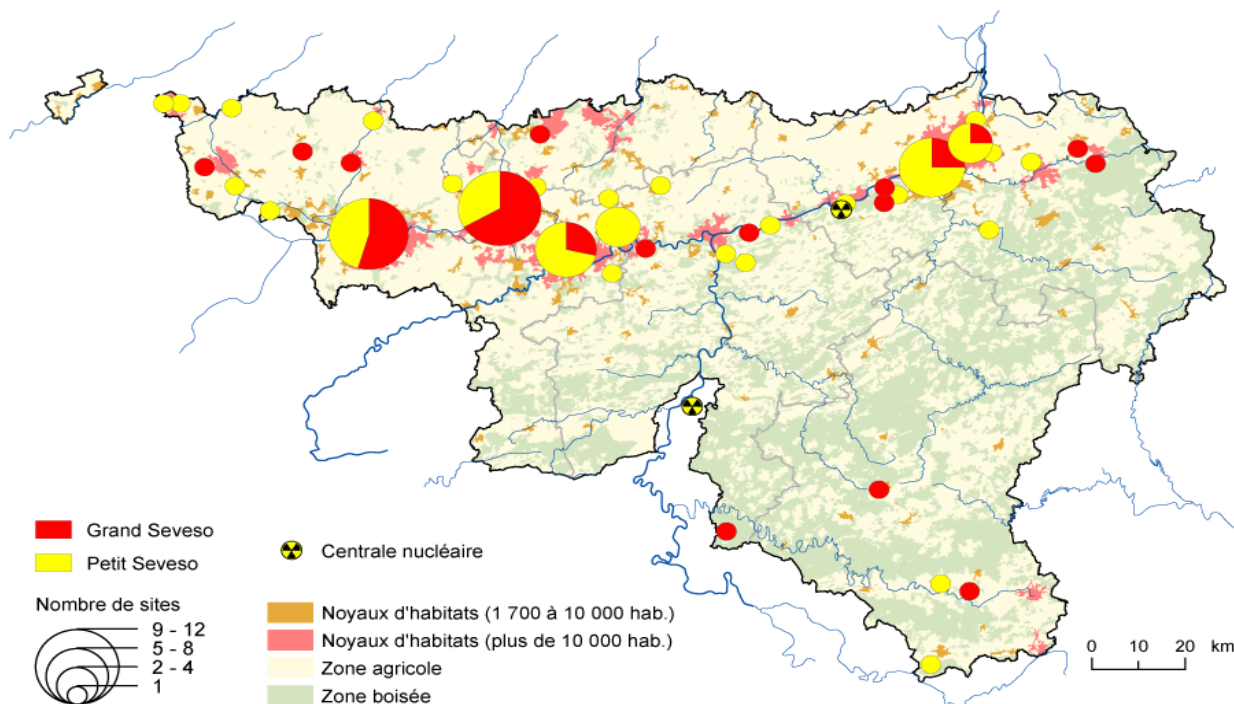 Grand Seveso
Petit Seveso
Nombre de sites
9 - 12
5 - 8
2 - 4
1
Centrale nucléaire
Noyaux d'habitats (1 700 à 10 000 hab.)
Noyaux d'habitats (plus de 10 000 hab.)
Zone agricole
Zone boisée
0 20 km